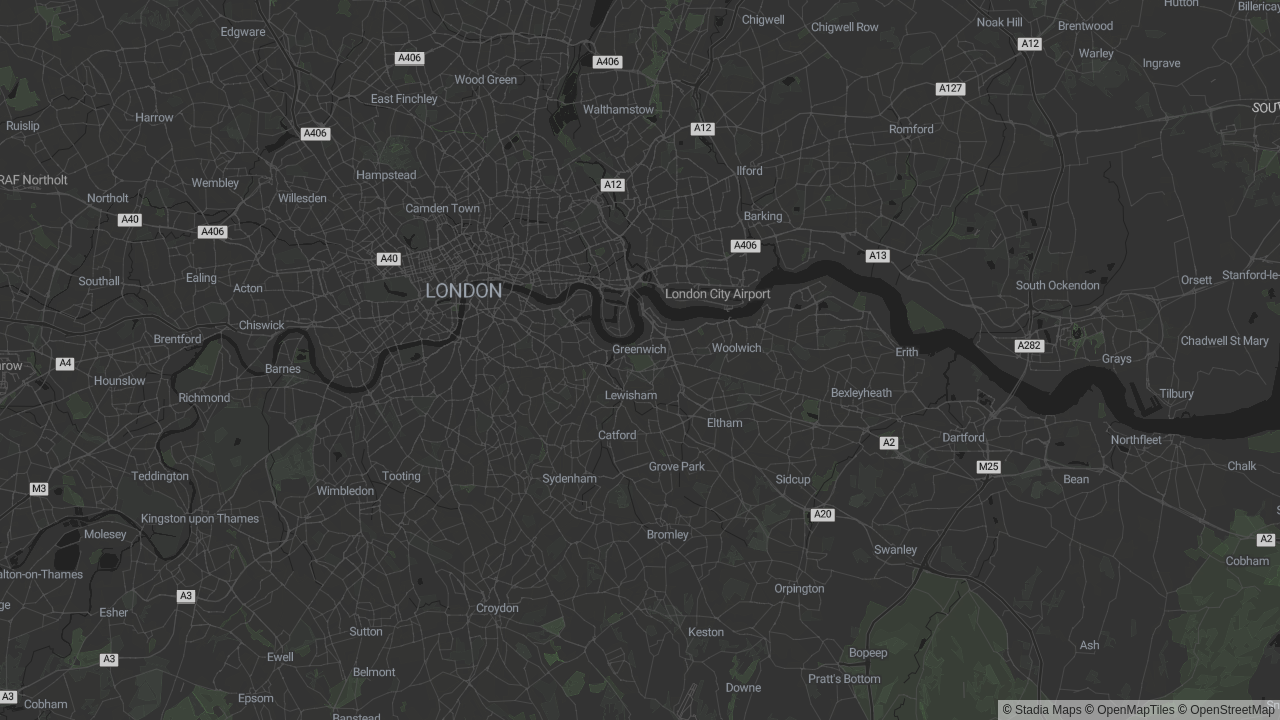 Hutton
Billericay
Chigwell
Noak Hill
Brentwood
Chigwell Row
Edgware
A12
Warley
A406
A406
Ingrave
Wood Green
A127
East Finchley
SOU
Walthamstow
Harrow
Ruislip
A406
A12
Romford
Hampstead
Ilford
RAF Northolt
Wembley
A12
Northolt
Willesden
Camden Town
Barking
A40
A406
A406
A40
A13
Southall
Ealing
Stanford-le-
Orsett
Acton
LONDON
London City Airport
South Ockendon
Chiswick
Brentford
Chadwell St Mary
A282
Greenwich
Woolwich
Erith
Grays
A4
row
Barnes
Hounslow
Richmond
Lewisham
Bexleyheath
Tilbury
Eltham
Catford
A2
Dartford
Northfleet
Grove Park
M25
Chalk
Teddington
Tooting
Sydenham
Sidcup
Bean
M3
Wimbledon
Kingston upon Thames
A20
Molesey
Bromley
A2
Swanley
Cobham
alton-on-Thames
Orpington
A3
ge
Esher
Croydon
Sutton
Keston
Ash
Ewell
Bopeep
A3
Belmont
Pratt's Bottom
Downe
A3
Cobham
Epsom
Banstead
© Stadia Maps © OpenMapTiles © OpenStreetMap